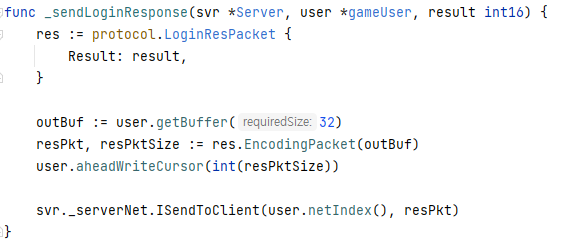 func _sendLoginResponse(svr *Server, user *gameUser, result int16) {
    res := protocol.LoginResPacket {
        Result: result,
    }

    outBuf := user.getBuffer( requiredSize: 32)
    resPkt, resPktSize := res.EncodingPacket(outBuf)
    user.aheadWriteCursor(int(resPktSize))

    svr._serverNet.ISendToClient(user.netIndex(), resPkt)
}